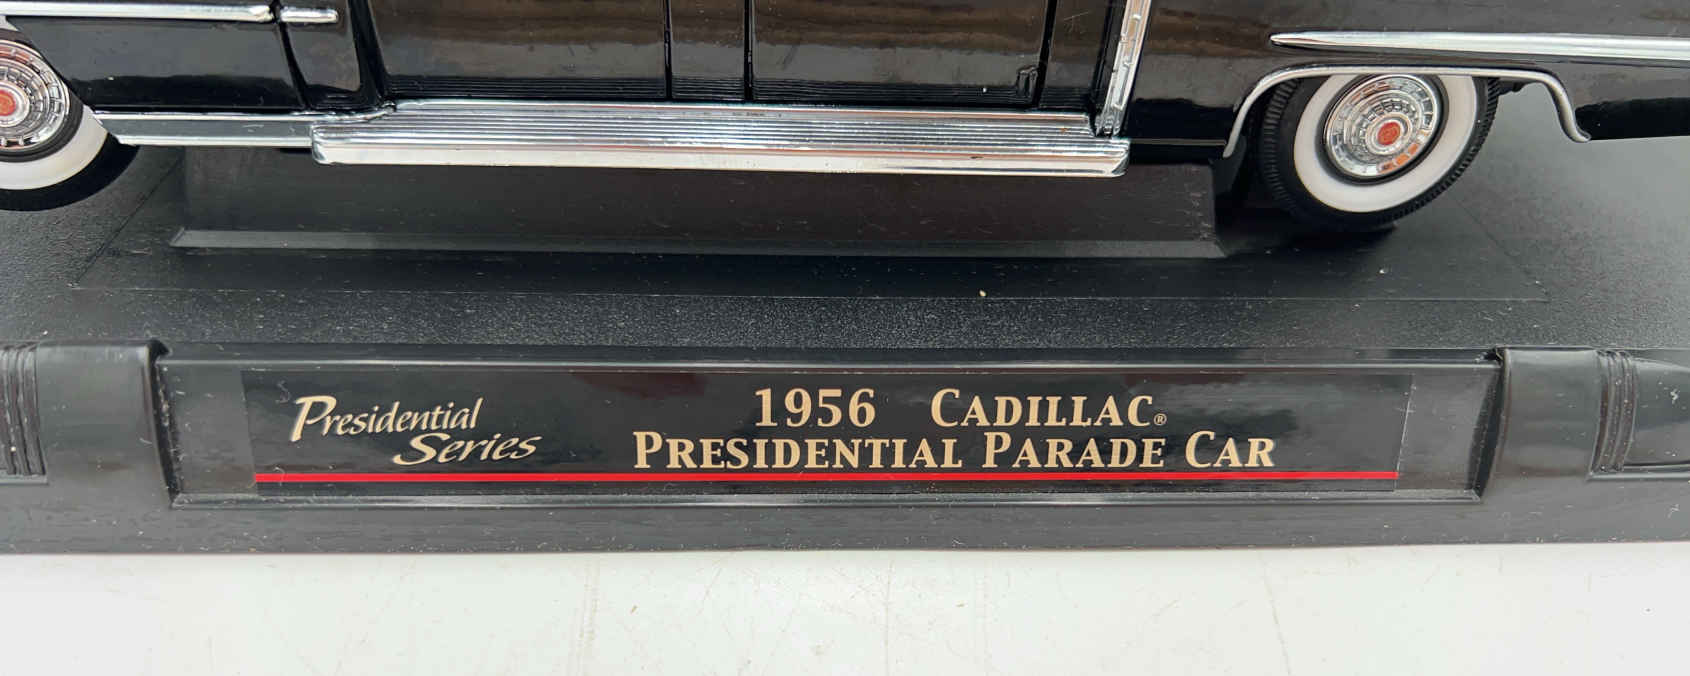 Presidential
Series
1956 CADILLAC®
PRESIDENTIAL PARADE CAR